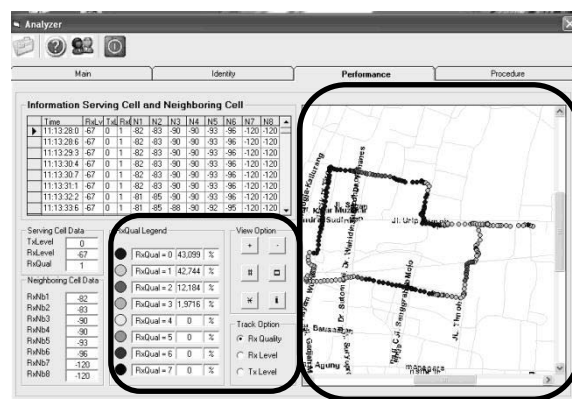 Analyzer
Main Identity Performance Procedure
Information Serving Cell and Neighboring Cell
Time RxLv TxL RxQ N1 N2 N3 N4 N5 N6 N7 N8
11:13:28:0 -67 0 1 -82 -83 -90 -90 -93 -96 -120 -120
11:13:28:6 -67 0 1 -82 -83 -90 -90 -93 -96 -120 -120
11:13:29:3 -67 0 1 -82 -83 -90 -90 -93 -96 -120 -120
11:13:30:4 -67 0 1 -82 -83 -90 -90 -93 -96 -120 -120
11:13:30:7 -67 0 1 -82 -83 -90 -90 -93 -96 -120 -120
11:13:31:1 -67 0 1 -82 -83 -90 -90 -93 -96 -120 -120
11:13:32:2 -67 0 1 -81 -85 -90 -90 -93 -96 -120 -120
11:13:33:6 -67 0 1 -81 -85 -88 -90 -92 -95 -120 -120
Serving Cell Data
TxLevel 0
RxLevel -67
RxQual 1
Neighboring Cell Data
RxNb1 -82
RxNb2 -83
RxNb3 -90
RxNb4 -90
RxNb5 -93
RxNb6 -96
RxNb7 -120
RxNb8 -120
RxQual Legend
RxQual = 0 43,099 %
RxQual = 1 42,744 %
RxQual = 2 12,184 %
RxQual = 3 1,9716 %
RxQual = 4 0 %
RxQual = 5 0 %
RxQual = 6 0 %
RxQual = 7 0 %
View Option
+ -
Track Option
Rx Quality
Rx Level
Tx Level
JL. Urip
Agung